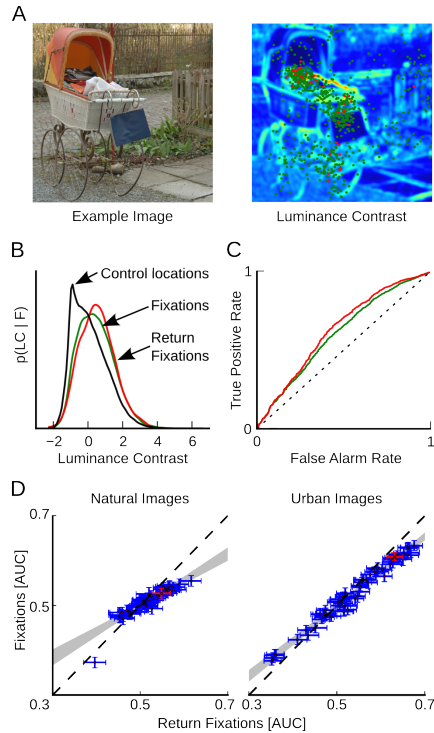 A
Example Image
Luminance Contrast
B
Control locations
Fixations
Return
Fixations
p(LC | F)
−2 0 2 4 6
Luminance Contrast
C
1
True Positive Rate
0
0 1
False Alarm Rate
D
Natural Images
Urban Images
0.7
Fixations [AUC]
0.5
0.3 0.5 0.7 0.3 0.5 0.7
Return Fixations [AUC]